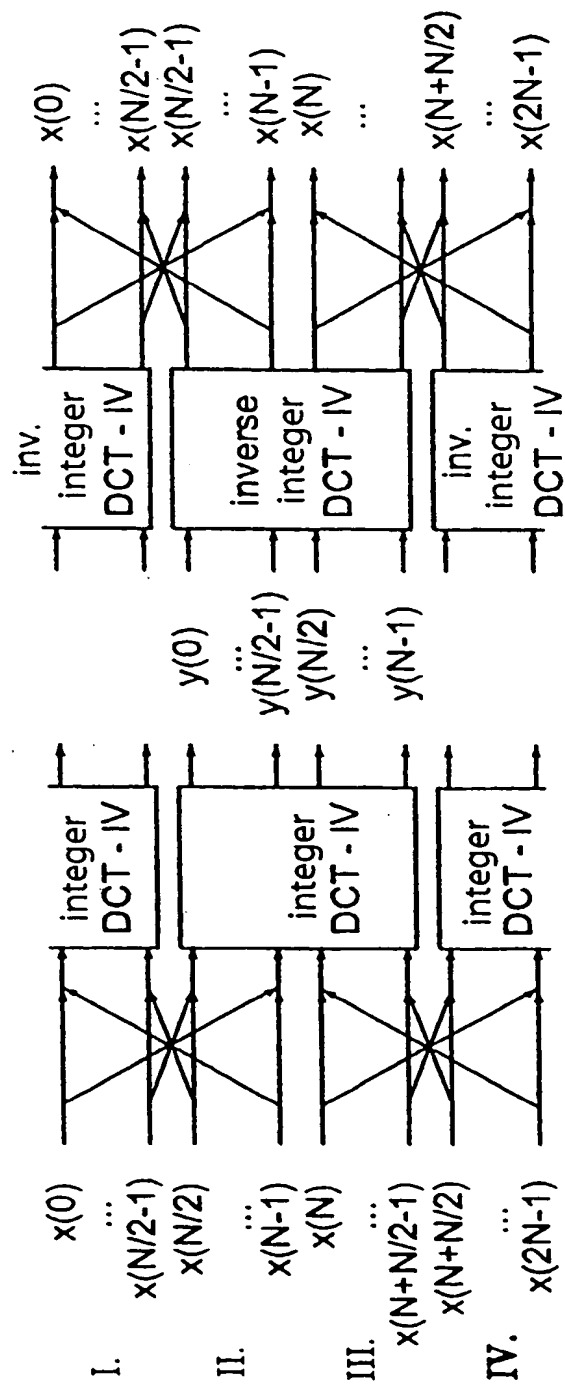 I.
II.
III.
IV.
x(0)
...
x(N/2-1)
x(N/2)
...
x(N-1)
x(N)
...
x(N+N/2-1)
x(N+N/2)
...
x(2N-1)
integer
DCT - IV
integer
DCT - IV
integer
DCT - IV
y(0)
...
y(N/2-1)
y(N/2)
...
y(N-1)
inv.
integer
DCT - IV
inverse
integer
DCT - IV
inv.
integer
DCT - IV
x(0)
...
x(N/2-1)
x(N/2-1)
...
x(N-1)
x(N)
...
x(N+N/2)
...
x(2N-1)